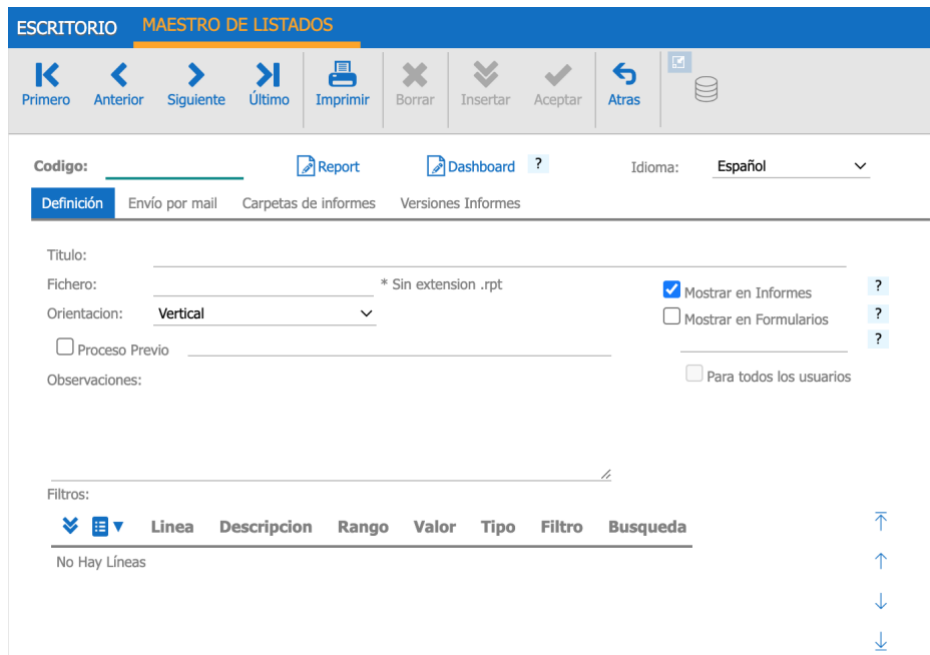 ESCRITORIO MAESTRO DE LISTADOS
Primero Anterior Siguiente Último Imprimir Borrar Insertar Aceptar Atras
Codigo: Report Dashboard ? Idioma: Español
Definición Envío por mail Carpetas de informes Versiones Informes
Titulo:
Fichero: * Sin extension .rpt Mostrar en Informes ?
Orientacion: Vertical Mostrar en Formularios ?
Proceso Previo ?
Observaciones: Para todos los usuarios
Filtros:
Linea Descripcion Rango Valor Tipo Filtro Busqueda
No Hay Líneas